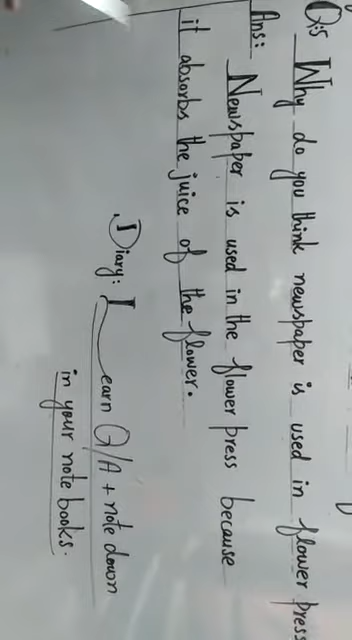 Q:5 Why do you think newspaper is used in flower press
Ans:
Newspaper is used in the flower press because
it absorbs the juice of the flower.
Diary: Learn Q/A + note down
in your note books.